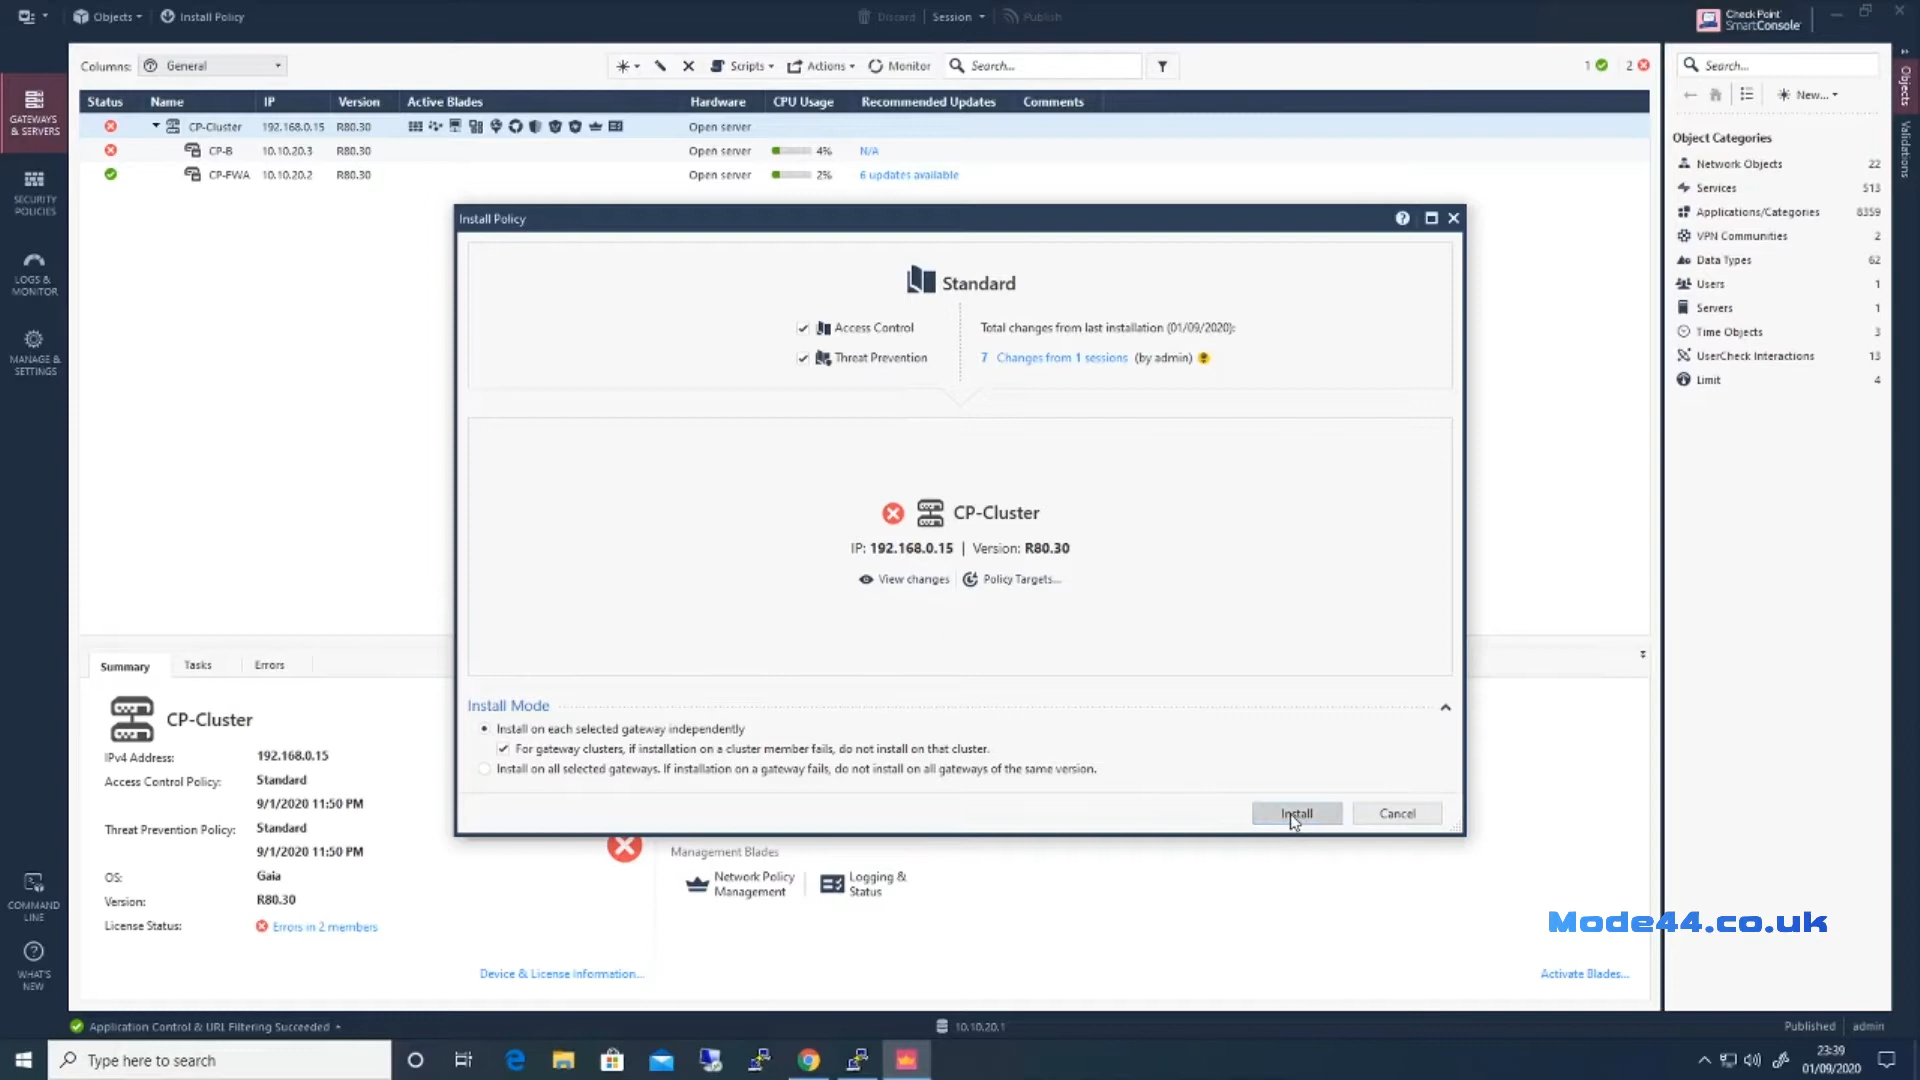 Objects
Install Policy
Discard
Session
Publish
Check Point
SmartConsole
Columns:
General
Scripts
Actions
Monitor
Search...
1
2
Status
Name
IP
Version
Active Blades
Hardware
CPU Usage
Recommended Updates
Comments
CP-Cluster
192.168.0.15
R80.30
Open server
CP-B
10.10.20.3
R80.30
Open server
4%
N/A
CP-FWA
10.10.20.2
R80.30
Open server
2%
6 updates available
GATEWAYS
& SERVERS
SECURITY
POLICIES
LOGS &
MONITOR
MANAGE &
SETTINGS
COMMAND
LINE
WHAT'S
NEW
Install Policy
Standard
Access Control
Threat Prevention
Total changes from last installation (01/09/2020):
7 Changes from 1 sessions (by admin)
CP-Cluster
IP: 192.168.0.15 | Version: R80.30
View changes
Policy Targets...
Install Mode
Install on each selected gateway independently
For gateway clusters, if installation on a cluster member fails, do not install on that cluster.
Install on all selected gateways. If installation on a gateway fails, do not install on all gateways of the same version.
Install
Cancel
Summary
Tasks
Errors
CP-Cluster
IPv4 Address:
192.168.0.15
Access Control Policy:
Standard
9/1/2020 11:50 PM
Threat Prevention Policy:
Standard
9/1/2020 11:50 PM
OS:
Gaia
Version:
R80.30
License Status:
Errors in 2 members
Device & License Information...
Management Blades
Network Policy
Management
Logging &
Status
Activate Blades...
Mode44.co.uk
Search...
New...
Object Categories
Network Objects
22
Services
513
Applications/Categories
8359
VPN Communities
2
Data Types
62
Users
1
Servers
1
Time Objects
3
UserCheck Interactions
13
Limit
4
Objects
Validations
Application Control & URL Filtering Succeeded
10.10.20.1
Published
admin
Type here to search
23:39
01/09/2020